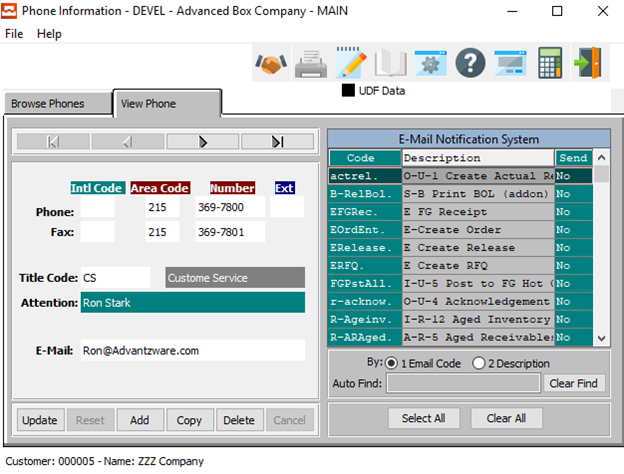 Phone Information - DEVEL - Advanced Box Company - MAIN
File Help
UDF Data
Browse Phones View Phone
Intl Code Area Code Number Ext
Phone: 215 369-7800
Fax: 215 369-7801
Title Code: CS Custome Service
Attention: Ron Stark
E-Mail: Ron@Advantzware.com
Update Reset Add Copy Delete Cancel
E-Mail Notification System
Code Description Send
actrel. O-U-1 Create Actual Re No
B-RelBol. S-B Print BOL (addon) No
EFGRec. E FG Receipt No
EOrdEnt. E-Create Order No
ERelease. E Create Release No
ERFQ. E Create RFQ No
FGPstAll. I-U-5 Post to FG Hot No
r-acknow. O-U-4 Acknowledgement No
R-Ageinv. I-R-12 Aged Inventory No
R-ARAged. A-R-5 Aged Receivable No
By: 1 Email Code 2 Description
Auto Find: Clear Find
Select All Clear All
Customer: 000005 - Name: ZZZ Company